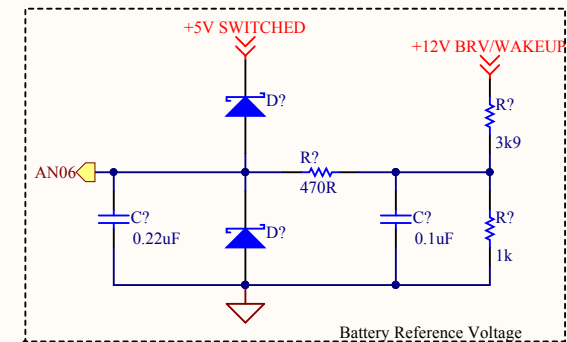 +5V SWITCHED
+12V BRV/WAKEUP
D?
R?
3k9
AN06
R?
470R
C?
0.22uF
D?
C?
0.1uF
R?
1k
Battery Reference Voltage